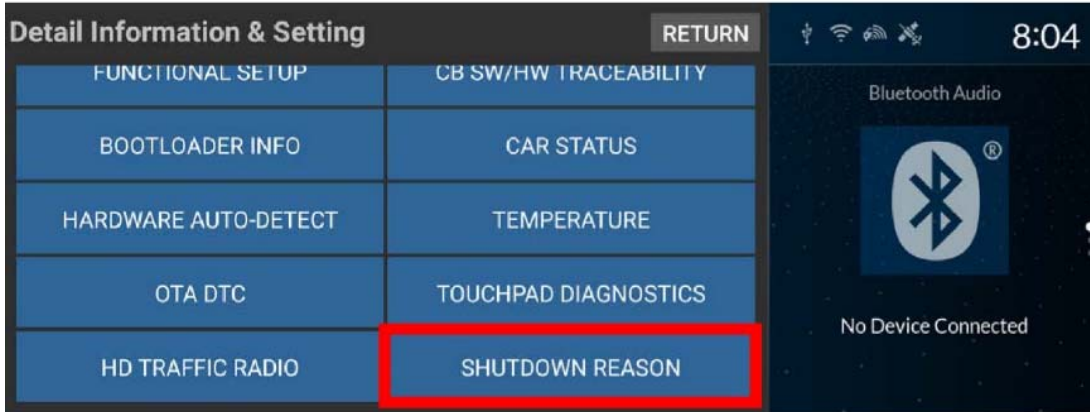 Detail Information & Setting
RETURN
8:04
FUNCTIONAL SETUP
CB SW/HW TRACEABILITY
BOOTLOADER INFO
CAR STATUS
HARDWARE AUTO-DETECT
TEMPERATURE
OTA DTC
TOUCHPAD DIAGNOSTICS
HD TRAFFIC RADIO
SHUTDOWN REASON
Bluetooth Audio
®
No Device Connected